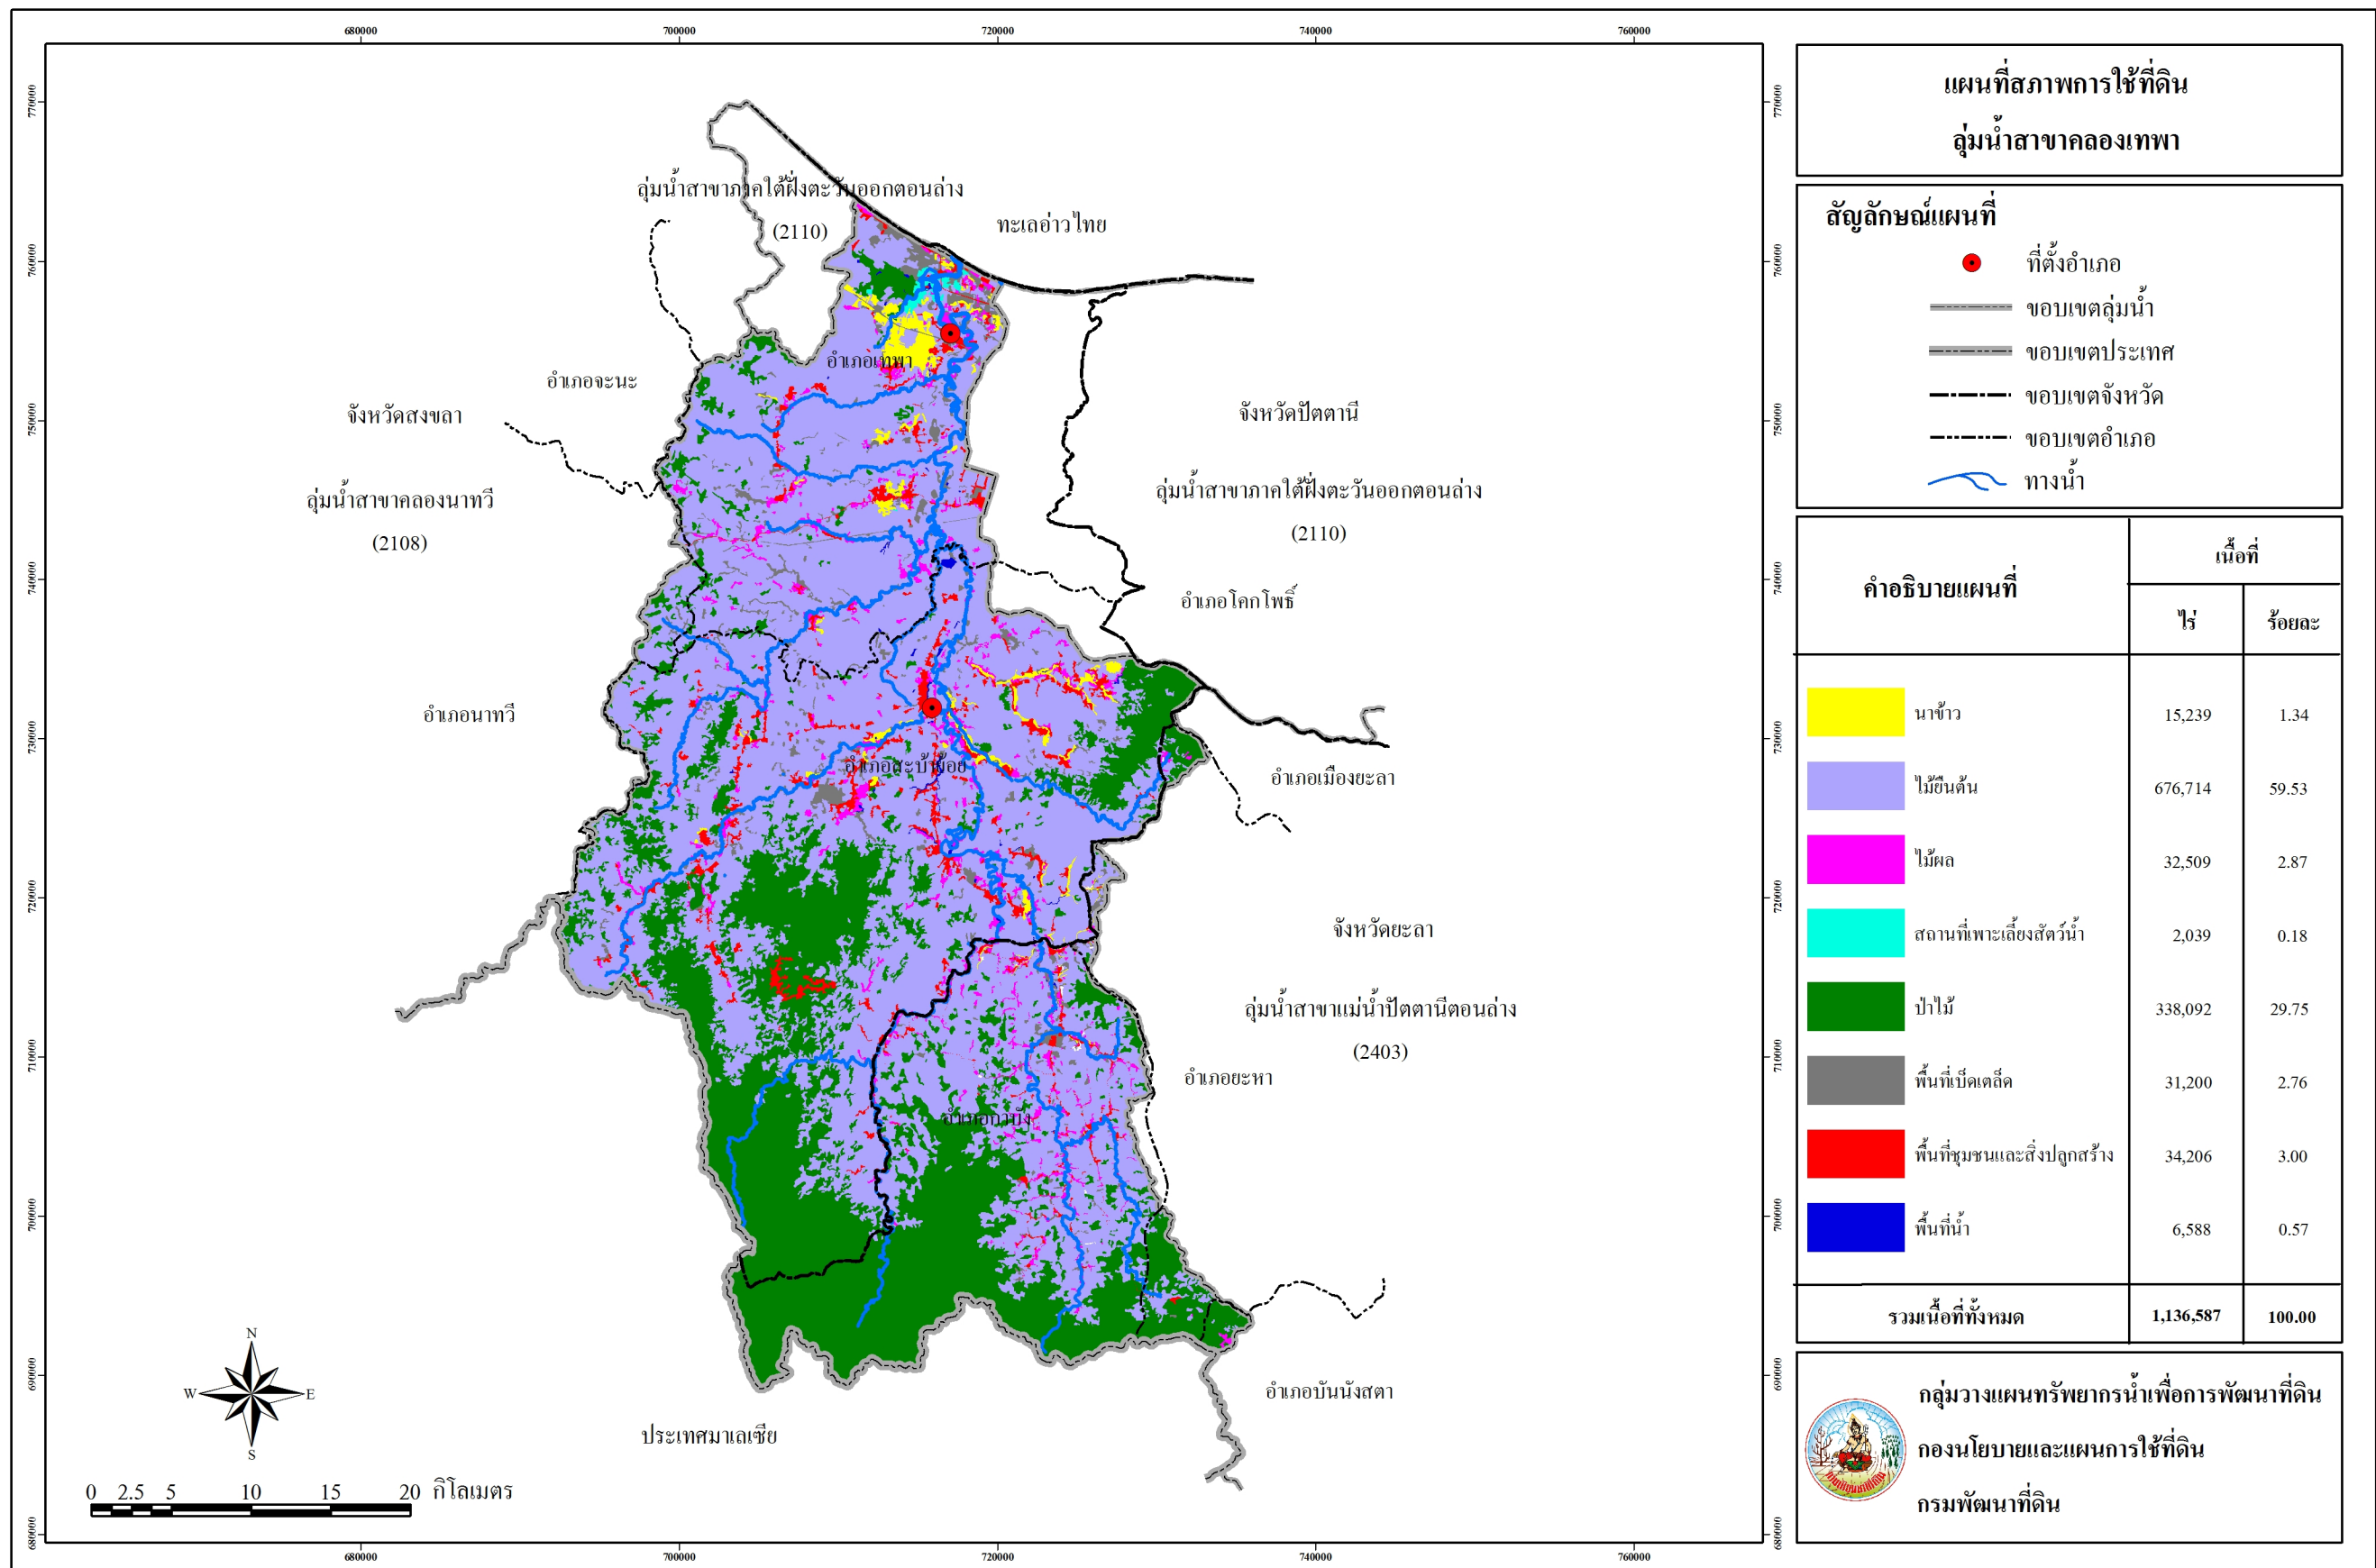 680000 700000 720000 740000 760000
แผนที่สภาพการใช้ที่ดิน
ลุ่มน้ำสาขาคลองเทพา
สัญลักษณ์แผนที่
ที่ตั้งอำเภอ
ขอบเขตลุ่มน้ำ
ขอบเขตประเทศ
ขอบเขตจังหวัด
ขอบเขตอำเภอ
ทางน้ำ
คำอธิบายแผนที่ เนื้อที่
ไร่ ร้อยละ
นาข้าว 15,239 1.34
ไม้ยืนต้น 676,714 59.53
ไม้ผล 32,509 2.87
สถานที่เพาะเลี้ยงสัตว์น้ำ 2,039 0.18
ป่าไม้ 338,092 29.75
พื้นที่เบ็ดเตล็ด 31,200 2.76
พื้นที่ชุมชนและสิ่งปลูกสร้าง 34,206 3.00
พื้นที่น้ำ 6,588 0.57
รวมเนื้อที่ทั้งหมด 1,136,587 100.00
กลุ่มวางแผนทรัพยากรน้ำเพื่อการพัฒนาที่ดิน
กองนโยบายและแผนการใช้ที่ดิน
กรมพัฒนาที่ดิน
770000 770000
760000 760000
750000 750000
740000 740000
730000 730000
720000 720000
710000 710000
700000 700000
690000 690000
680000 680000
ลุ่มน้ำสาขาภาคใต้ฝั่งตะวันออกตอนล่าง
(2110)
ทะเลอ่าวไทย
อำเภอเทพา
อำเภอจะนะ
จังหวัดสงขลา
จังหวัดปัตตานี
ลุ่มน้ำสาขาคลองนาทวี
(2108)
ลุ่มน้ำสาขาภาคใต้ฝั่งตะวันออกตอนล่าง
(2110)
อำเภอโคกโพธิ์
อำเภอนาทวี
อำเภอสะบ้าย้อย
อำเภอเมืองยะลา
จังหวัดยะลา
ลุ่มน้ำสาขาแม่น้ำปัตตานีตอนล่าง
(2403)
อำเภอยะหา
อำเภอกาบัง
อำเภอบันนังสตา
ประเทศมาเลเซีย
N
W E
S
0 2.5 5 10 15 20 กิโลเมตร
680000 700000 720000 740000 760000